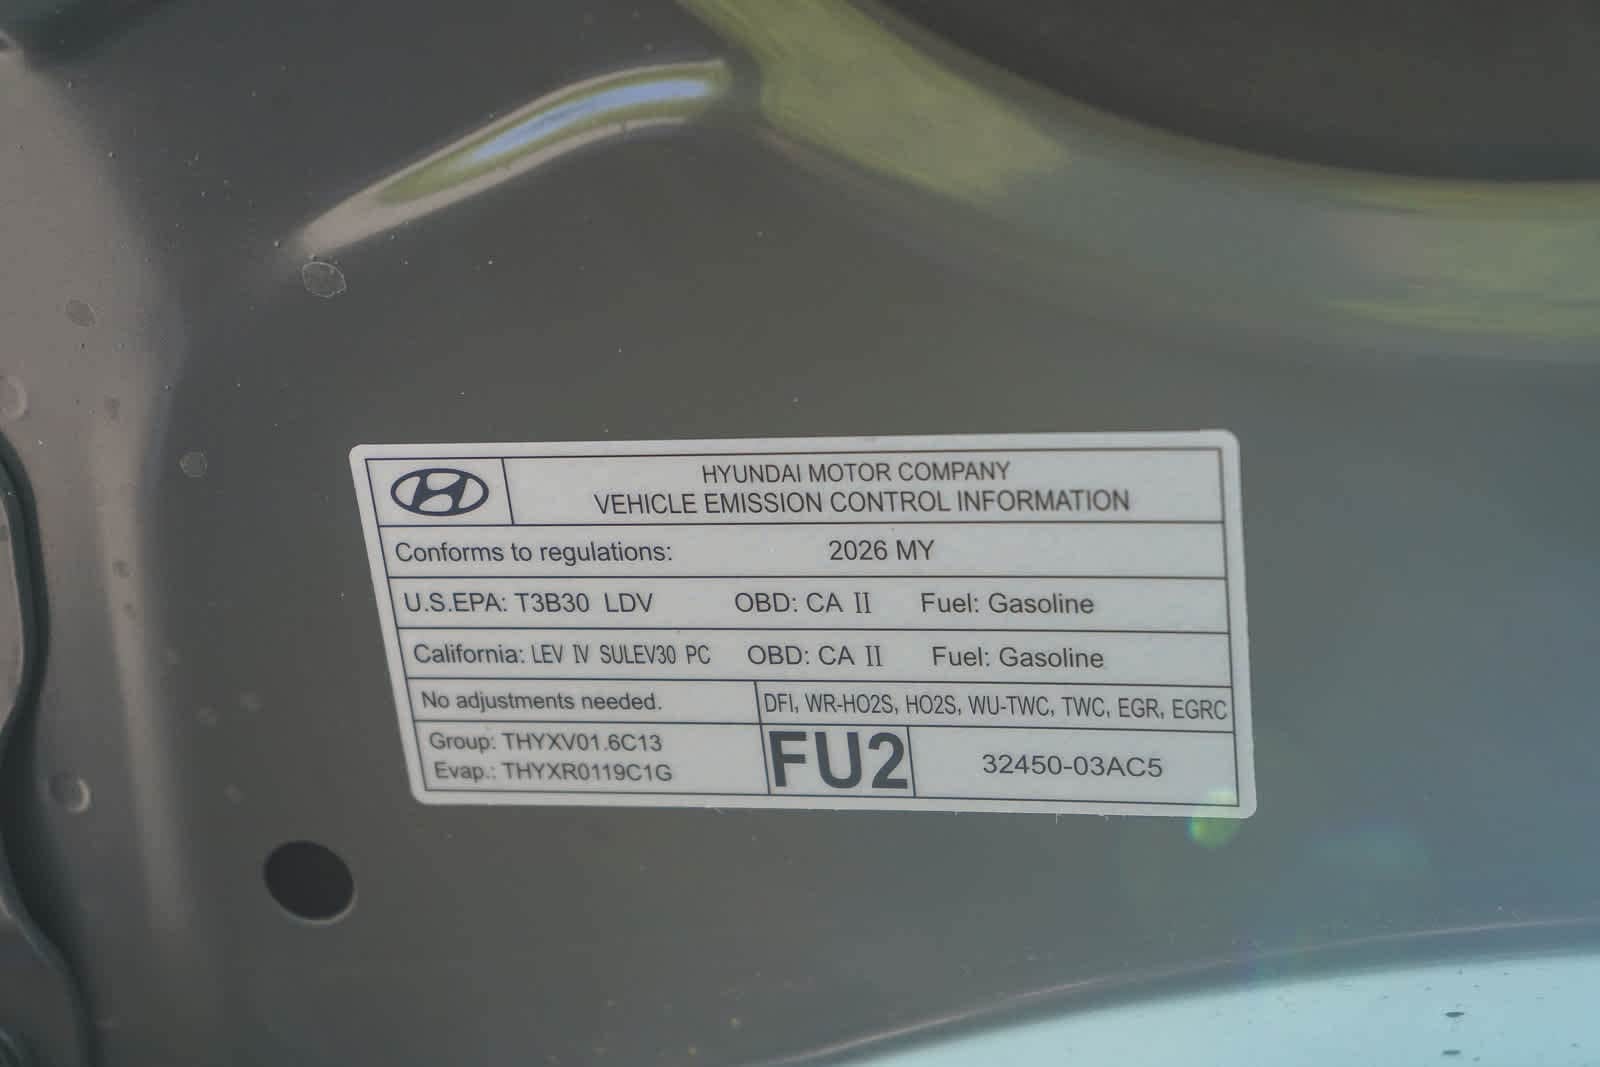 HYUNDAI MOTOR COMPANY
VEHICLE EMISSION CONTROL INFORMATION
Conforms to regulations: 2026 MY
U.S.EPA: T3B30 LDV OBD: CA II Fuel: Gasoline
California: LEV IV SULEV30 PC OBD: CA II Fuel: Gasoline
No adjustments needed. DFI, WR-HO2S, HO2S, WU-TWC, TWC, EGR, EGRC
Group: THYXV01.6C13
Evap.: THYXR0119C1G
FU2
32450-03AC5